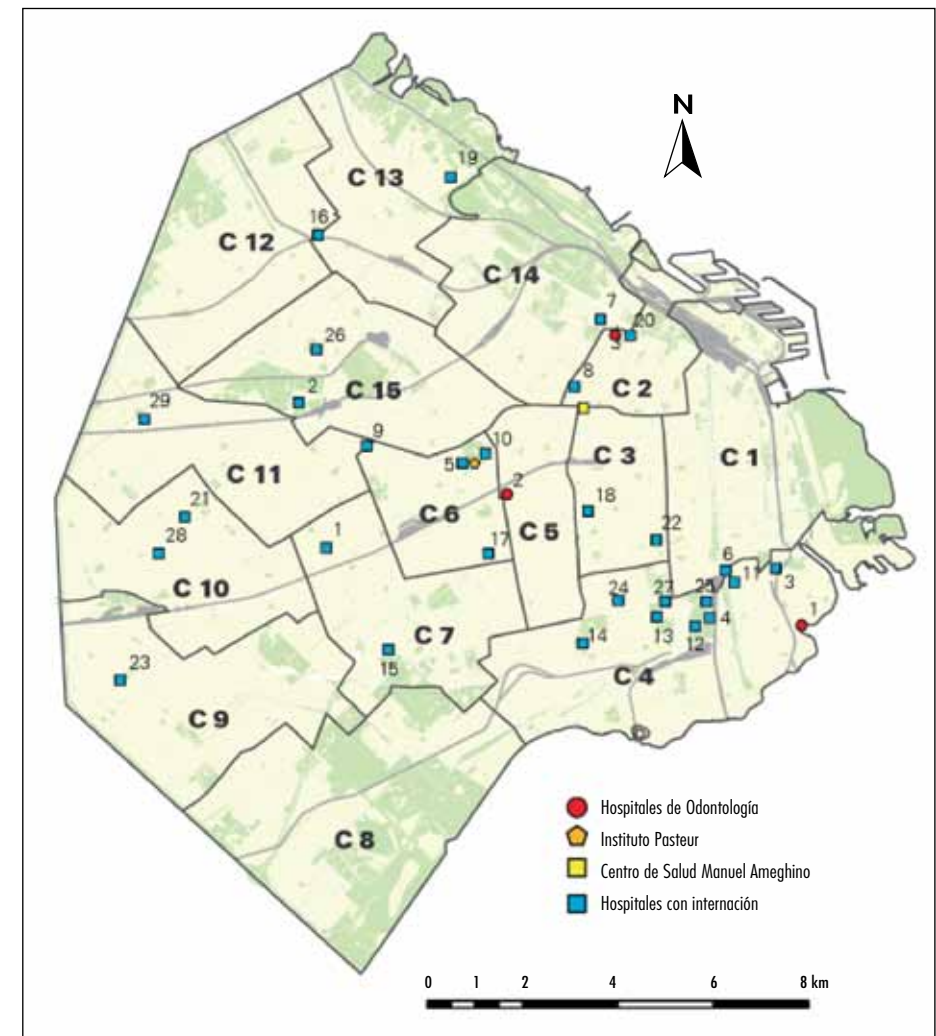 N
19
C 13
16
C 12
C 14
7
20
3
26
8
C 2
2
C 15
29
9
10
5
C 3
C 1
C 11
2
21
18
C 6
C 5
22
1
28
17
6
11
3
C 10
24
27
25
1
4
C 7
14
13
12
15
23
C 4
C 9
C 8
Hospitales de Odontología
Instituto Pasteur
Centro de Salud Manuel Ameghino
Hospitales con internación
0 1 2 4 6 8 km